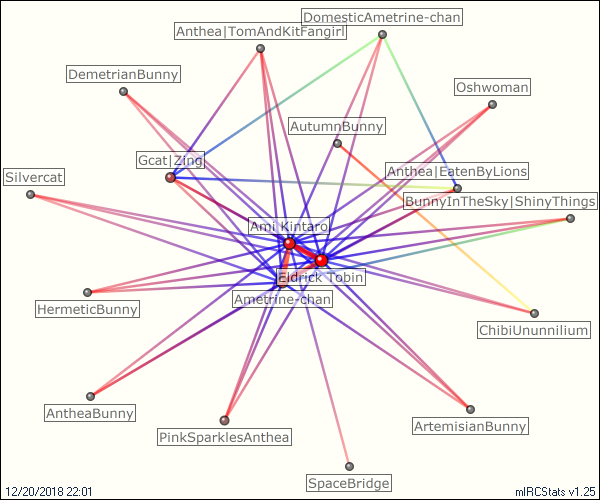 DomesticAmetrine-chan
Anthea|TomAndKitFangirl
DemetrianBunny
Oshwoman
AutumnBunny
Gcat|Zing
Anthea|EatenByLions
Silvercat
BunnyInTheSky|ShinyThings
Ami Kintaro
Eldrick Tobin
Ametrine-chan
HermeticBunny
ChibiUnunnilium
AntheaBunny
ArtemisianBunny
PinkSparklesAnthea
SpaceBridge
12/20/2018 22:01
mIRCStats v1.25